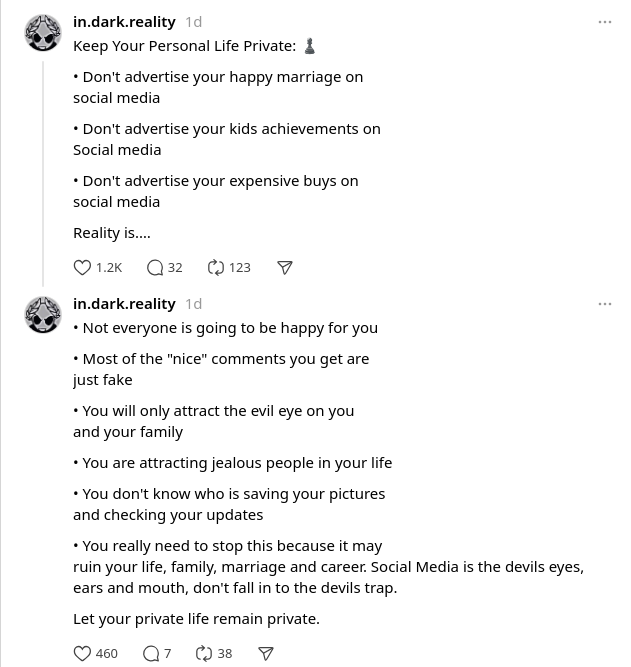 in.dark.reality 1d
Keep Your Personal Life Private: ♟
• Don't advertise your happy marriage on
social media
• Don't advertise your kids achievements on
Social media
• Don't advertise your expensive buys on
social media
Reality is....
1.2K 32 123
in.dark.reality 1d
• Not everyone is going to be happy for you
• Most of the "nice" comments you get are
just fake
• You will only attract the evil eye on you
and your family
• You are attracting jealous people in your life
• You don't know who is saving your pictures
and checking your updates
• You really need to stop this because it may
ruin your life, family, marriage and career. Social Media is the devils eyes,
ears and mouth, don't fall in to the devils trap.
Let your private life remain private.
460 7 38